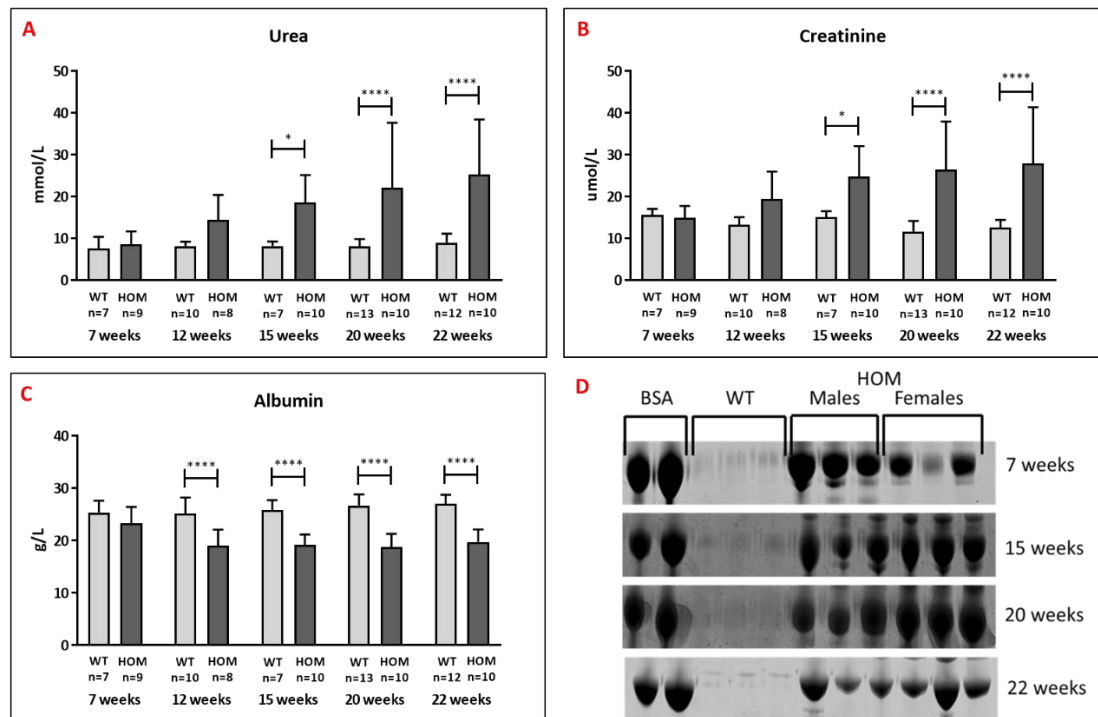 A
Urea
mmol/L
50
40
30
20
10
0
* **** ****
WT HOM WT HOM WT HOM WT HOM WT HOM
n=7 n=9 n=10 n=8 n=7 n=10 n=13 n=10 n=12 n=10
7 weeks 12 weeks 15 weeks 20 weeks 22 weeks
B
Creatinine
umol/L
50
40
30
20
10
0
* **** ****
WT HOM WT HOM WT HOM WT HOM WT HOM
n=7 n=9 n=10 n=8 n=7 n=10 n=13 n=10 n=12 n=10
7 weeks 12 weeks 15 weeks 20 weeks 22 weeks
C
Albumin
g/L
40
30
20
10
0
**** **** **** ****
WT HOM WT HOM WT HOM WT HOM WT HOM
n=7 n=9 n=10 n=8 n=7 n=10 n=13 n=10 n=12 n=10
7 weeks 12 weeks 15 weeks 20 weeks 22 weeks
D
HOM
BSA WT Males Females
7 weeks
15 weeks
20 weeks
22 weeks